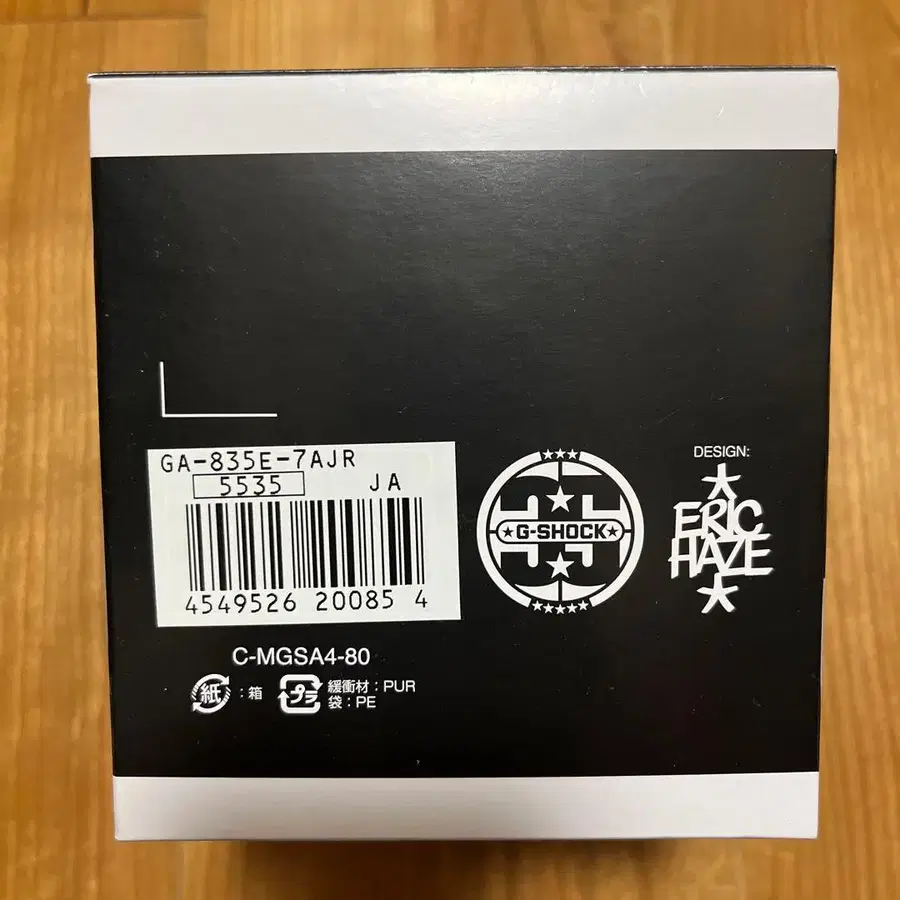 GA-835E-7AJR
5535 JA
4549526 20085 4
G-SHOCK
DESIGN:
ERIC
HAZE
C-MGSA4-80
紙 : 箱
プラ 緩衝材 : PUR
袋 : PE